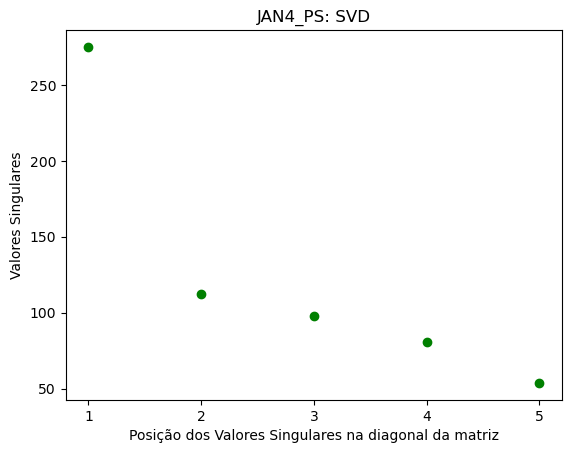 JAN4_PS: SVD
Valores Singulares
250
200
150
100
50
1 2 3 4 5
Posição dos Valores Singulares na diagonal da matriz